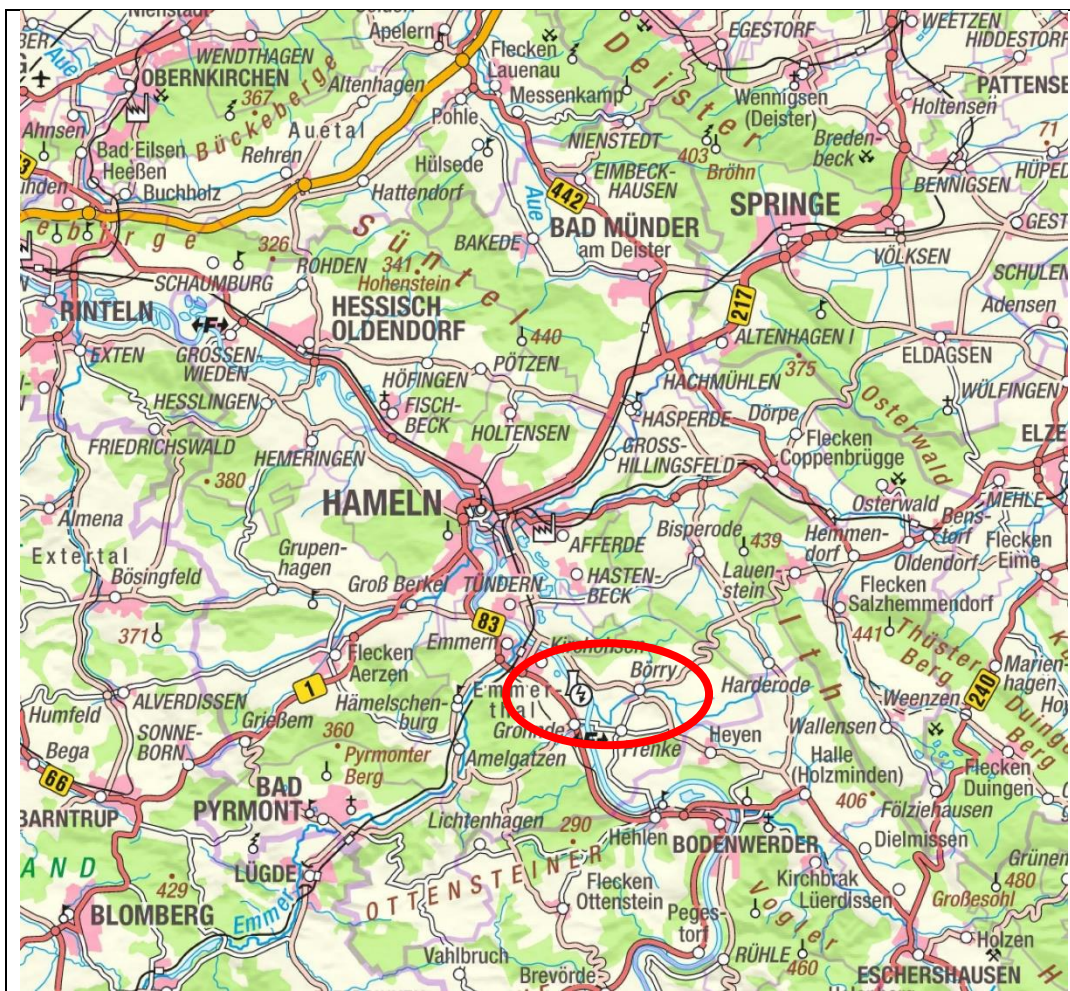 Apelern
WEETZEN
WENDTHAGEN
EGESTORF
HIDDESTORF
Flecken
Lauenau
Deister
Aue
OBERNKIRCHEN
367
Altenhagen
Messenkamp
Wennigsen
(Deister)
PATTENSE
Bückeberge
Pohle
Holtensen
Ahnsen
Auetal
NIENSTEDT
Breden-
beck
71
Bad Eilsen
Rehren
Hülsede
403
Bröhn
Heeßen
Buchholz
Hattendorf
EIMBECK-
HAUSEN
BENNIGSEN
HÜPED
442
Aue
SPRINGE
BAD MÜNDER
am Deister
GEST
Süntel
BAKEDE
VÖLKSEN
326
ROHDEN
341
Hohenstein
SCHULEN
SCHAUMBURG
217
Adensen
RINTELN
HESSISCH
OLDENDORF
440
ALTENHAGEN I
EXTEN
GROSSEN-
WIEDEN
PÖTZEN
375
ELDAGSEN
HÖFINGEN
HACHMÜHLEN
WÜLFINGEN
HESSLINGEN
FISCH-
BECK
HASPERDE
Dörpe
Osterwald
HOLTENSEN
FRIEDRICHSWALD
HEMERINGEN
GROSS-
HILLINGSFELD
Flecken
Coppenbrügge
ELZE
380
HAMELN
Osterwald
MEHLE
Almena
Bisperode
439
Hemmen-
dorf
Bens-
torf
Extertal
Grupen-
hagen
AFFERDE
Oldendorf
Flecken
Eime
Bösingfeld
Groß Berkel
TÜNDERN
HASTEN-
BECK
Lauen-
stein
Flecken
Salzhemmendorf
83
371
Emmern
Ith
441
Thüster
Berg
Flecken
Aerzen
Börry
Marien-
hagen
1
Emmer-
thal
Harderode
Weenzen
240
ALVERDISSEN
Hämelschen-
burg
Duinger
Berg
Humfeld
Grießem
Wallensen
SONNE-
BORN
360
Pyrmonter
Berg
Heyen
Bega
Amelgatzen
Halle
(Holzminden)
Flecken
Duingen
66
BAD
PYRMONT
406
Fölziehausen
BARNTRUP
Lichtenhagen
290
Hehlen
BODENWERDER
Dielmissen
LÜGDE
OTTENSTEINER
Kirchbrak
Lüerdissen
Grünen
AND
429
480
Großesohl
BLOMBERG
Emmer
Flecken
Ottenstein
Vogler
Peges-
torf
Holzen
Vahlbruch
RÜHLE
460
Brevörde
ESCHERSHAUSEN